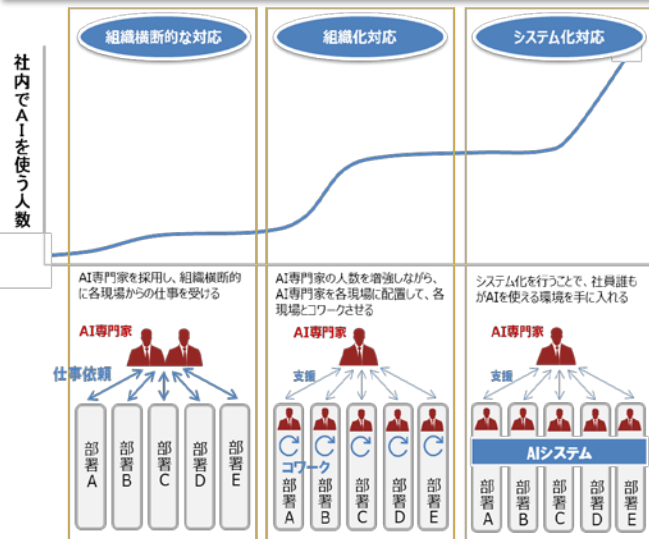 社内でAIを使う人数
組織横断的な対応
組織化対応
システム化対応
AI専門家を採用し、組織横断的
に各現場からの仕事を受ける
AI専門家の人数を増強しながら、
AI専門家を各現場に配置して、各
現場とコワークさせる
システム化を行うことで、社員誰も
がAIを使える環境を手に入れる
AI専門家
仕事依頼
部署A
部署B
部署C
部署D
部署E
AI専門家
支援
コワーク
部署A
部署B
部署C
部署D
部署E
AI専門家
支援
AIシステム
部署A
部署B
部署C
部署D
部署E